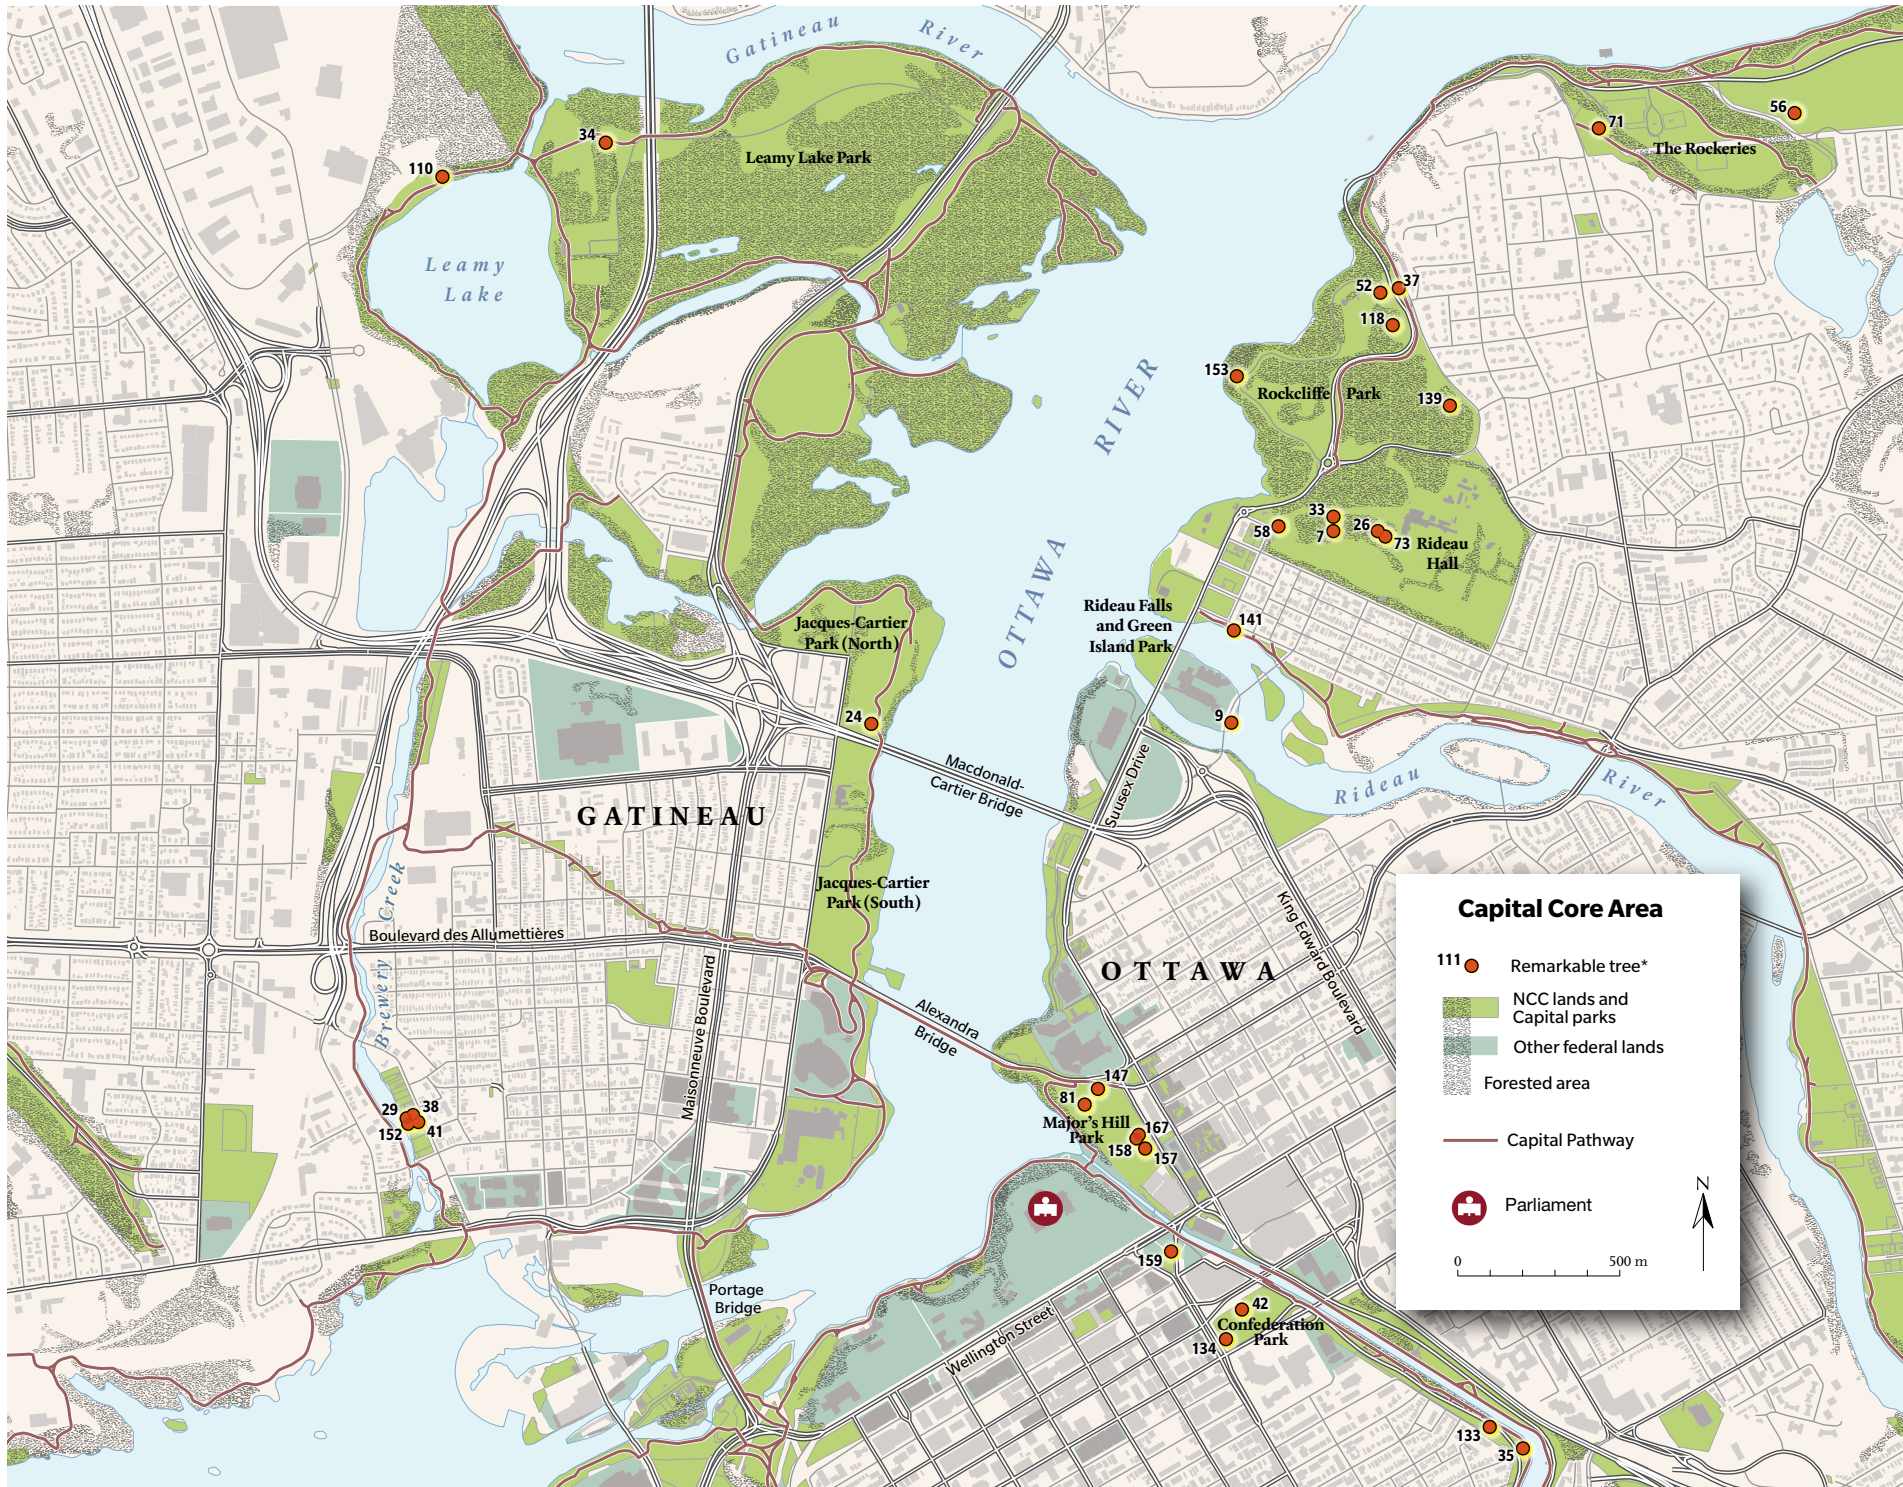 Gatineau River
34
Leamy Lake Park
110
Leamy
Lake
56
71
The Rockeries
52
37
118
153
Rockcliffe Park
139
OTTAWA RIVER
33
58
7
26
73
Rideau
Hall
Rideau Falls
and Green
Island Park
141
Jacques-Cartier
Park (North)
24
9
Macdonald-
Cartier Bridge
Sussex Drive
Rideau River
GATINEAU
Jacques-Cartier
Park (South)
Brewery Creek
Boulevard des Allumettières
Maisonneuve Boulevard
King Edward Boulevard
OTTAWA
Alexandra
Bridge
29
38
152
41
147
81
Major's Hill
Park
167
158
157
159
42
Confederation
Park
134
Portage
Bridge
Wellington Street
133
35
Capital Core Area
111
Remarkable tree*
NCC lands and
Capital parks
Other federal lands
Forested area
Capital Pathway
Parliament
N
0 500 m